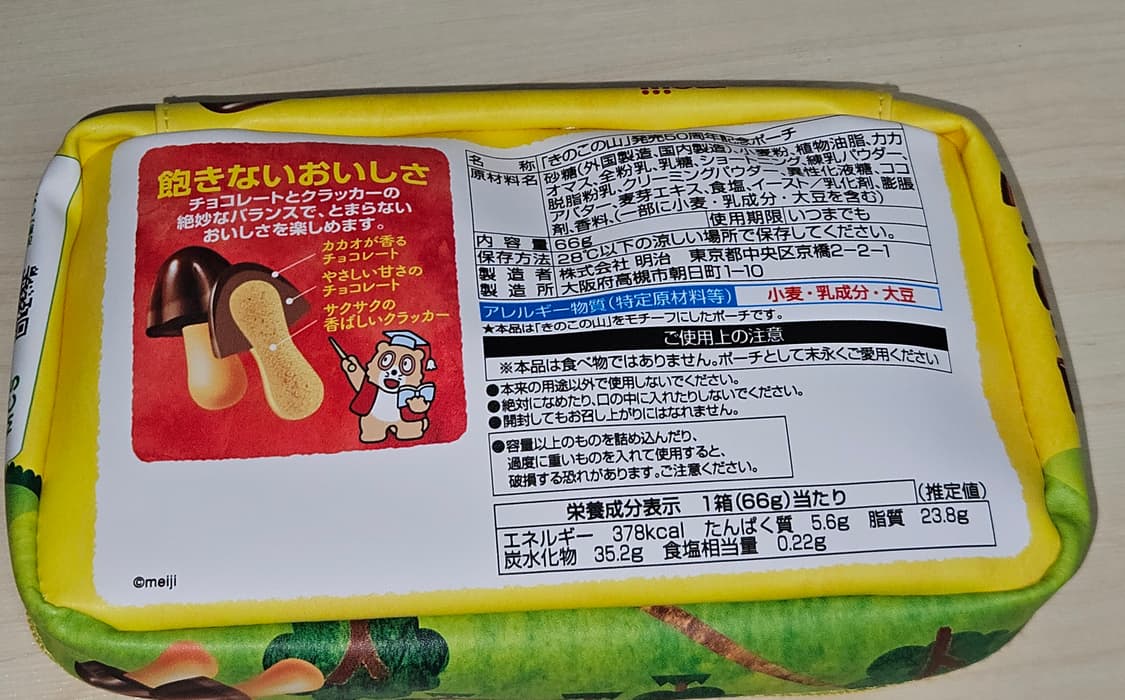 飽きないおいしさ
チョコレートとクラッカーの
絶妙なバランスで、とまらない
おいしさを楽しめます。
カカオが香る
チョコレート
やさしい甘さの
チョコレート
サクサクの
香ばしいクラッカー
©meiji
名 称 「きのこの山」発売50周年記念ポーチ
原材料名 砂糖(外国製造、国内製造)、小麦粉、植物油脂、カカ
オマス、全粉乳、乳糖、ショートニング、練乳パウダー、ココ
アバター、麦芽エキス、食塩、イースト/乳化剤、膨脹
剤、香料、(一部に小麦・乳成分・大豆を含む)
使用期限 いつまでも
内容量 66g
保存方法 28℃以下の涼しい場所で保存してください。
製造者 株式会社 明治 東京都中央区京橋2-2-1
製造所 大阪府高槻市朝日町1-10
アレルギー物質(特定原材料等) 小麦・乳成分・大豆
★本品は「きのこの山」をモチーフにしたポーチです。
ご使用上の注意
※本品は食べ物ではありません。ポーチとして末永くご愛用ください
●本来の用途以外で使用しないでください。
●絶対になめたり、口の中に入れたりしないでください。
●開封してもお召し上がりにはなれません。
●容量以上のものを詰め込んだり、
過度に重いものを入れて使用すると、
破損する恐れがあります。ご注意ください。
栄養成分表示 1箱(66g)当たり (推定値)
エネルギー 378kcal たんぱく質 5.6g 脂質 23.8g
炭水化物 35.2g 食塩相当量 0.22g